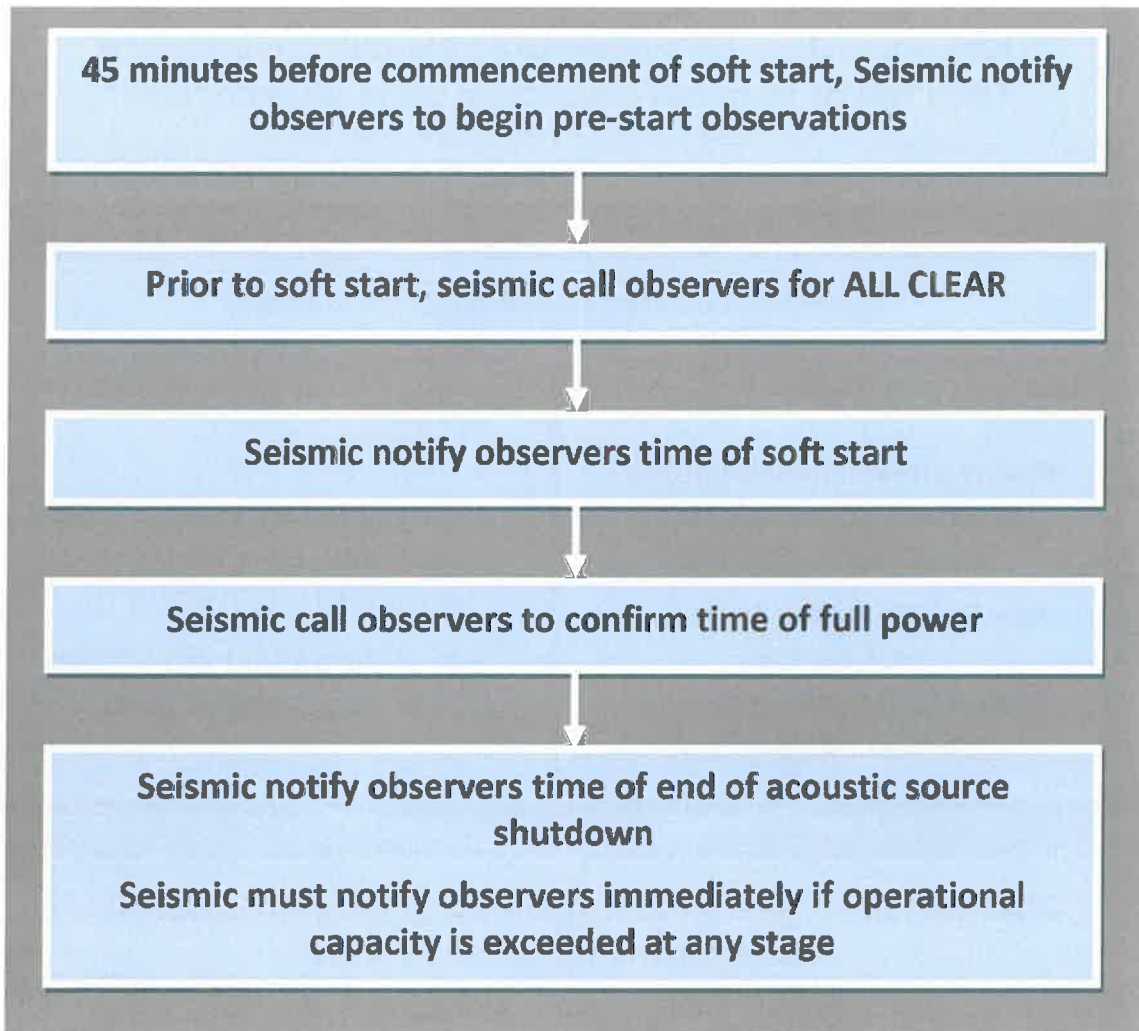 45 minutes before commencement of soft start, Seismic notify
observers to begin pre-start observations
Prior to soft start, seismic call observers for ALL CLEAR
Seismic notify observers time of soft start
Seismic call observers to confirm time of full power
Seismic notify observers time of end of acoustic source
shutdown
Seismic must notify observers immediately if operational
capacity is exceeded at any stage